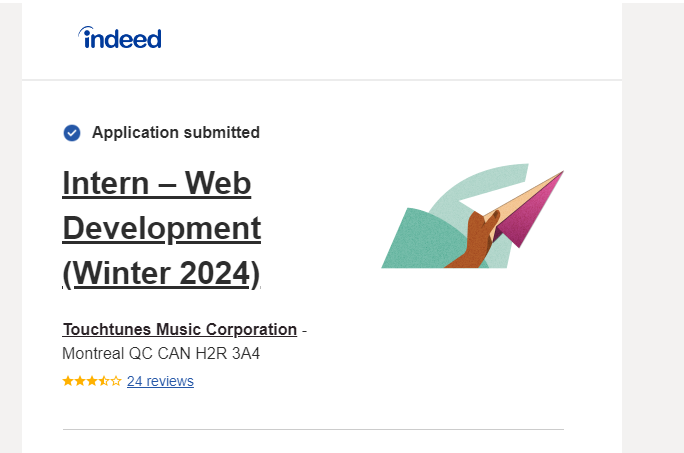 indeed
Application submitted
Intern – Web
Development
(Winter 2024)
Touchtunes Music Corporation -
Montreal QC CAN H2R 3A4
24 reviews